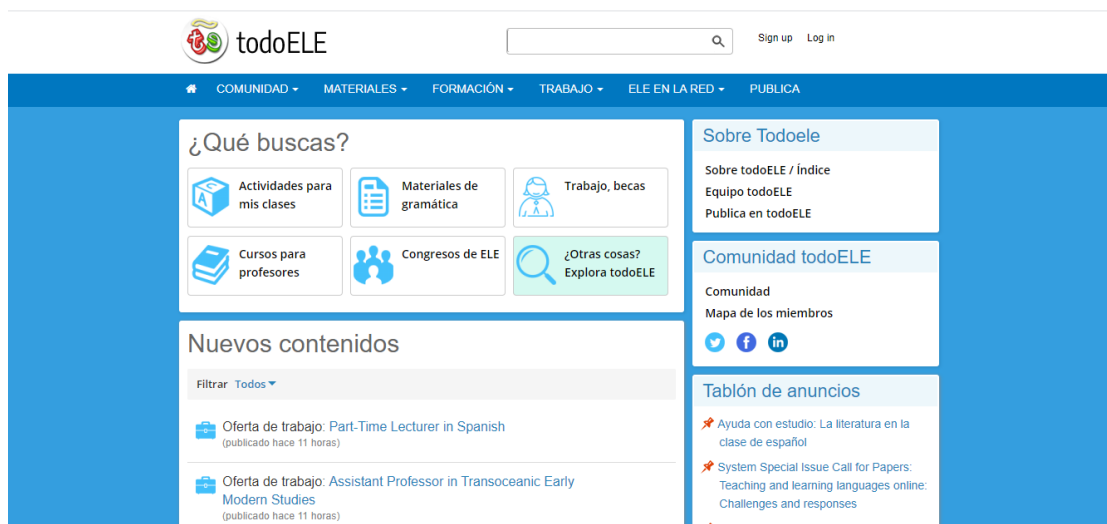 todoELE
Sign up Log in
COMUNIDAD MATERIALES FORMACIÓN TRABAJO ELE EN LA RED PUBLICA
¿Qué buscas?
Actividades para
mis clases
Materiales de
gramática
Trabajo, becas
Cursos para
profesores
Congresos de ELE
¿Otras cosas?
Explora todoELE
Nuevos contenidos
Filtrar Todos
Oferta de trabajo: Part-Time Lecturer in Spanish
(publicado hace 11 horas)
Oferta de trabajo: Assistant Professor in Transoceanic Early
Modern Studies
(publicado hace 11 horas)
Sobre Todoele
Sobre todoELE / Índice
Equipo todoELE
Publica en todoELE
Comunidad todoELE
Comunidad
Mapa de los miembros
Tablón de anuncios
Ayuda con estudio: La literatura en la
clase de español
System Special Issue Call for Papers:
Teaching and learning languages online:
Challenges and responses